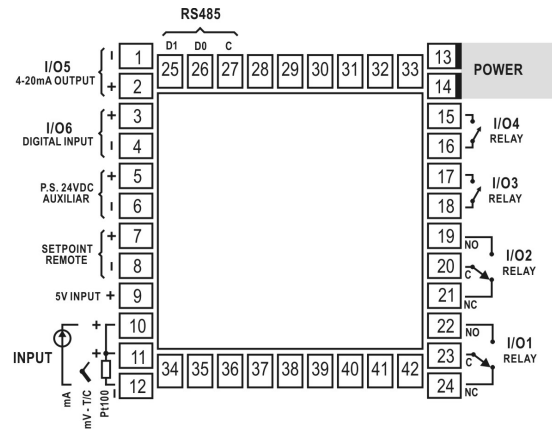 RS485
D1 D0 C
I/O5
4-20mA OUTPUT
I/O6
DIGITAL INPUT
P.S. 24VDC
AUXILIAR
SETPOINT
REMOTE
5V INPUT +
INPUT
mA
mV - T/C
Pt100
- 1
+ 2
+ 3
- 4
+ 5
- 6
+ 7
- 8
9
+ 10
+ 11
- 12
25 26 27 28 29 30 31 32 33
34 35 36 37 38 39 40 41 42
13
14
POWER
15
16
I/O4
RELAY
17
18
I/O3
RELAY
19 NO
20 C
21 NC
I/O2
RELAY
22 NO
23 C
24 NC
I/O1
RELAY